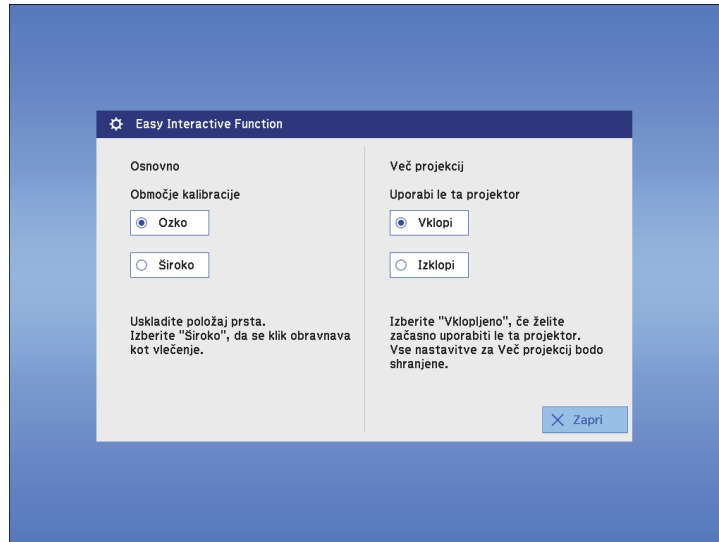 Easy Interactive Function
Osnovno
Območje kalibracije
Ozko
Široko
Uskladite položaj prsta.
Izberite "Široko", da se klik obravnava
kot vlečenje.
Več projekcij
Uporabi le ta projektor
Vklopi
Izklopi
Izberite "Vklopljeno", če želite
začasno uporabiti le ta projektor.
Vse nastavitve za Več projekcij bodo
shranjene.
Zapri